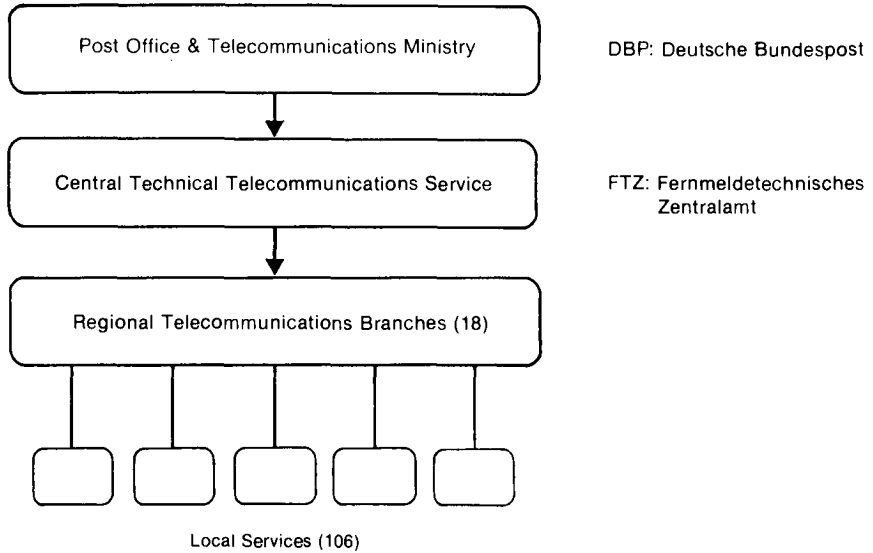 Post Office & Telecommunications Ministry
DBP: Deutsche Bundespost
Central Technical Telecommunications Service
FTZ: Fernmeldetechnisches
Zentralamt
Regional Telecommunications Branches (18)
Local Services (106)